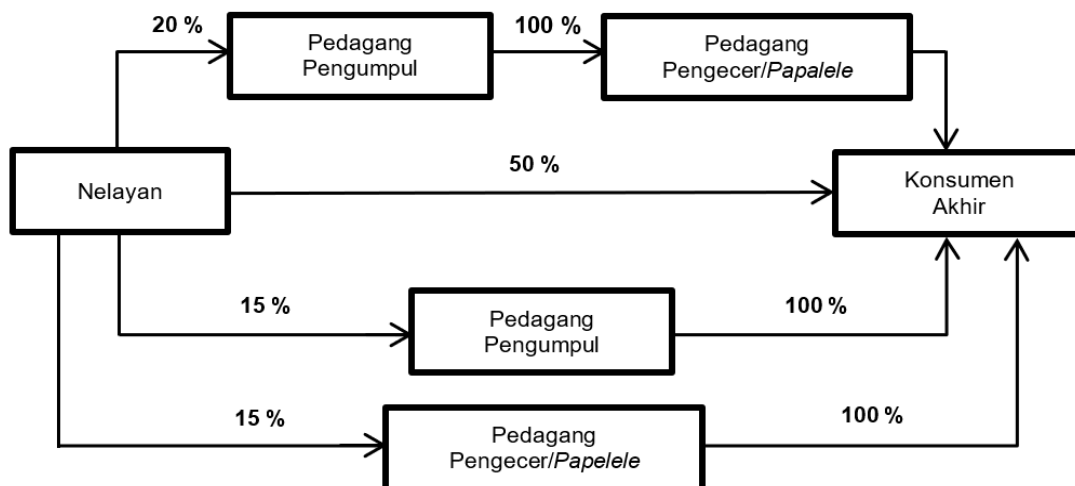 20 %
Pedagang
Pengumpul
100 %
Pedagang
Pengecer/Papalele
Nelayan
50 %
Konsumen
Akhir
15 %
Pedagang
Pengumpul
100 %
15 %
Pedagang
Pengecer/Papelele
100 %